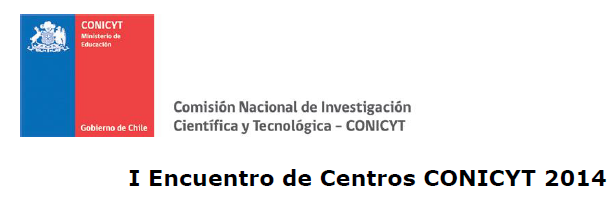 CONICYT
Ministerio de
Educación
Gobierno de Chile
Comisión Nacional de Investigación
Científica y Tecnológica – CONICYT
I Encuentro de Centros CONICYT 2014